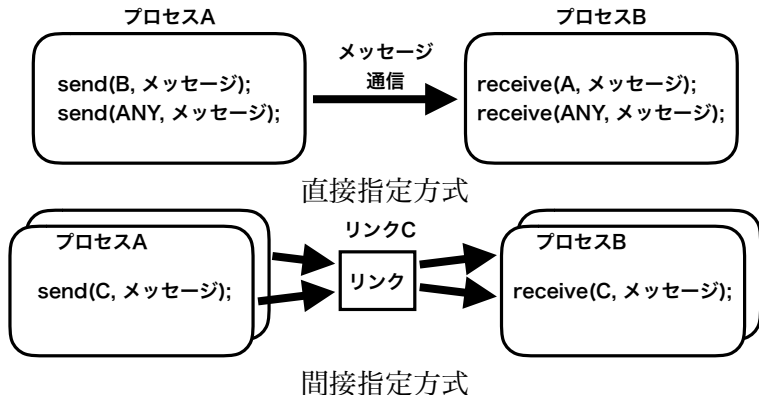 プロセスA
プロセスB
send(B, メッセージ);
send(ANY, メッセージ);
メッセージ
通信
receive(A, メッセージ);
receive(ANY, メッセージ);
直接指定方式
プロセスA
send(C, メッセージ);
リンクC
リンク
プロセスB
receive(C, メッセージ);
間接指定方式